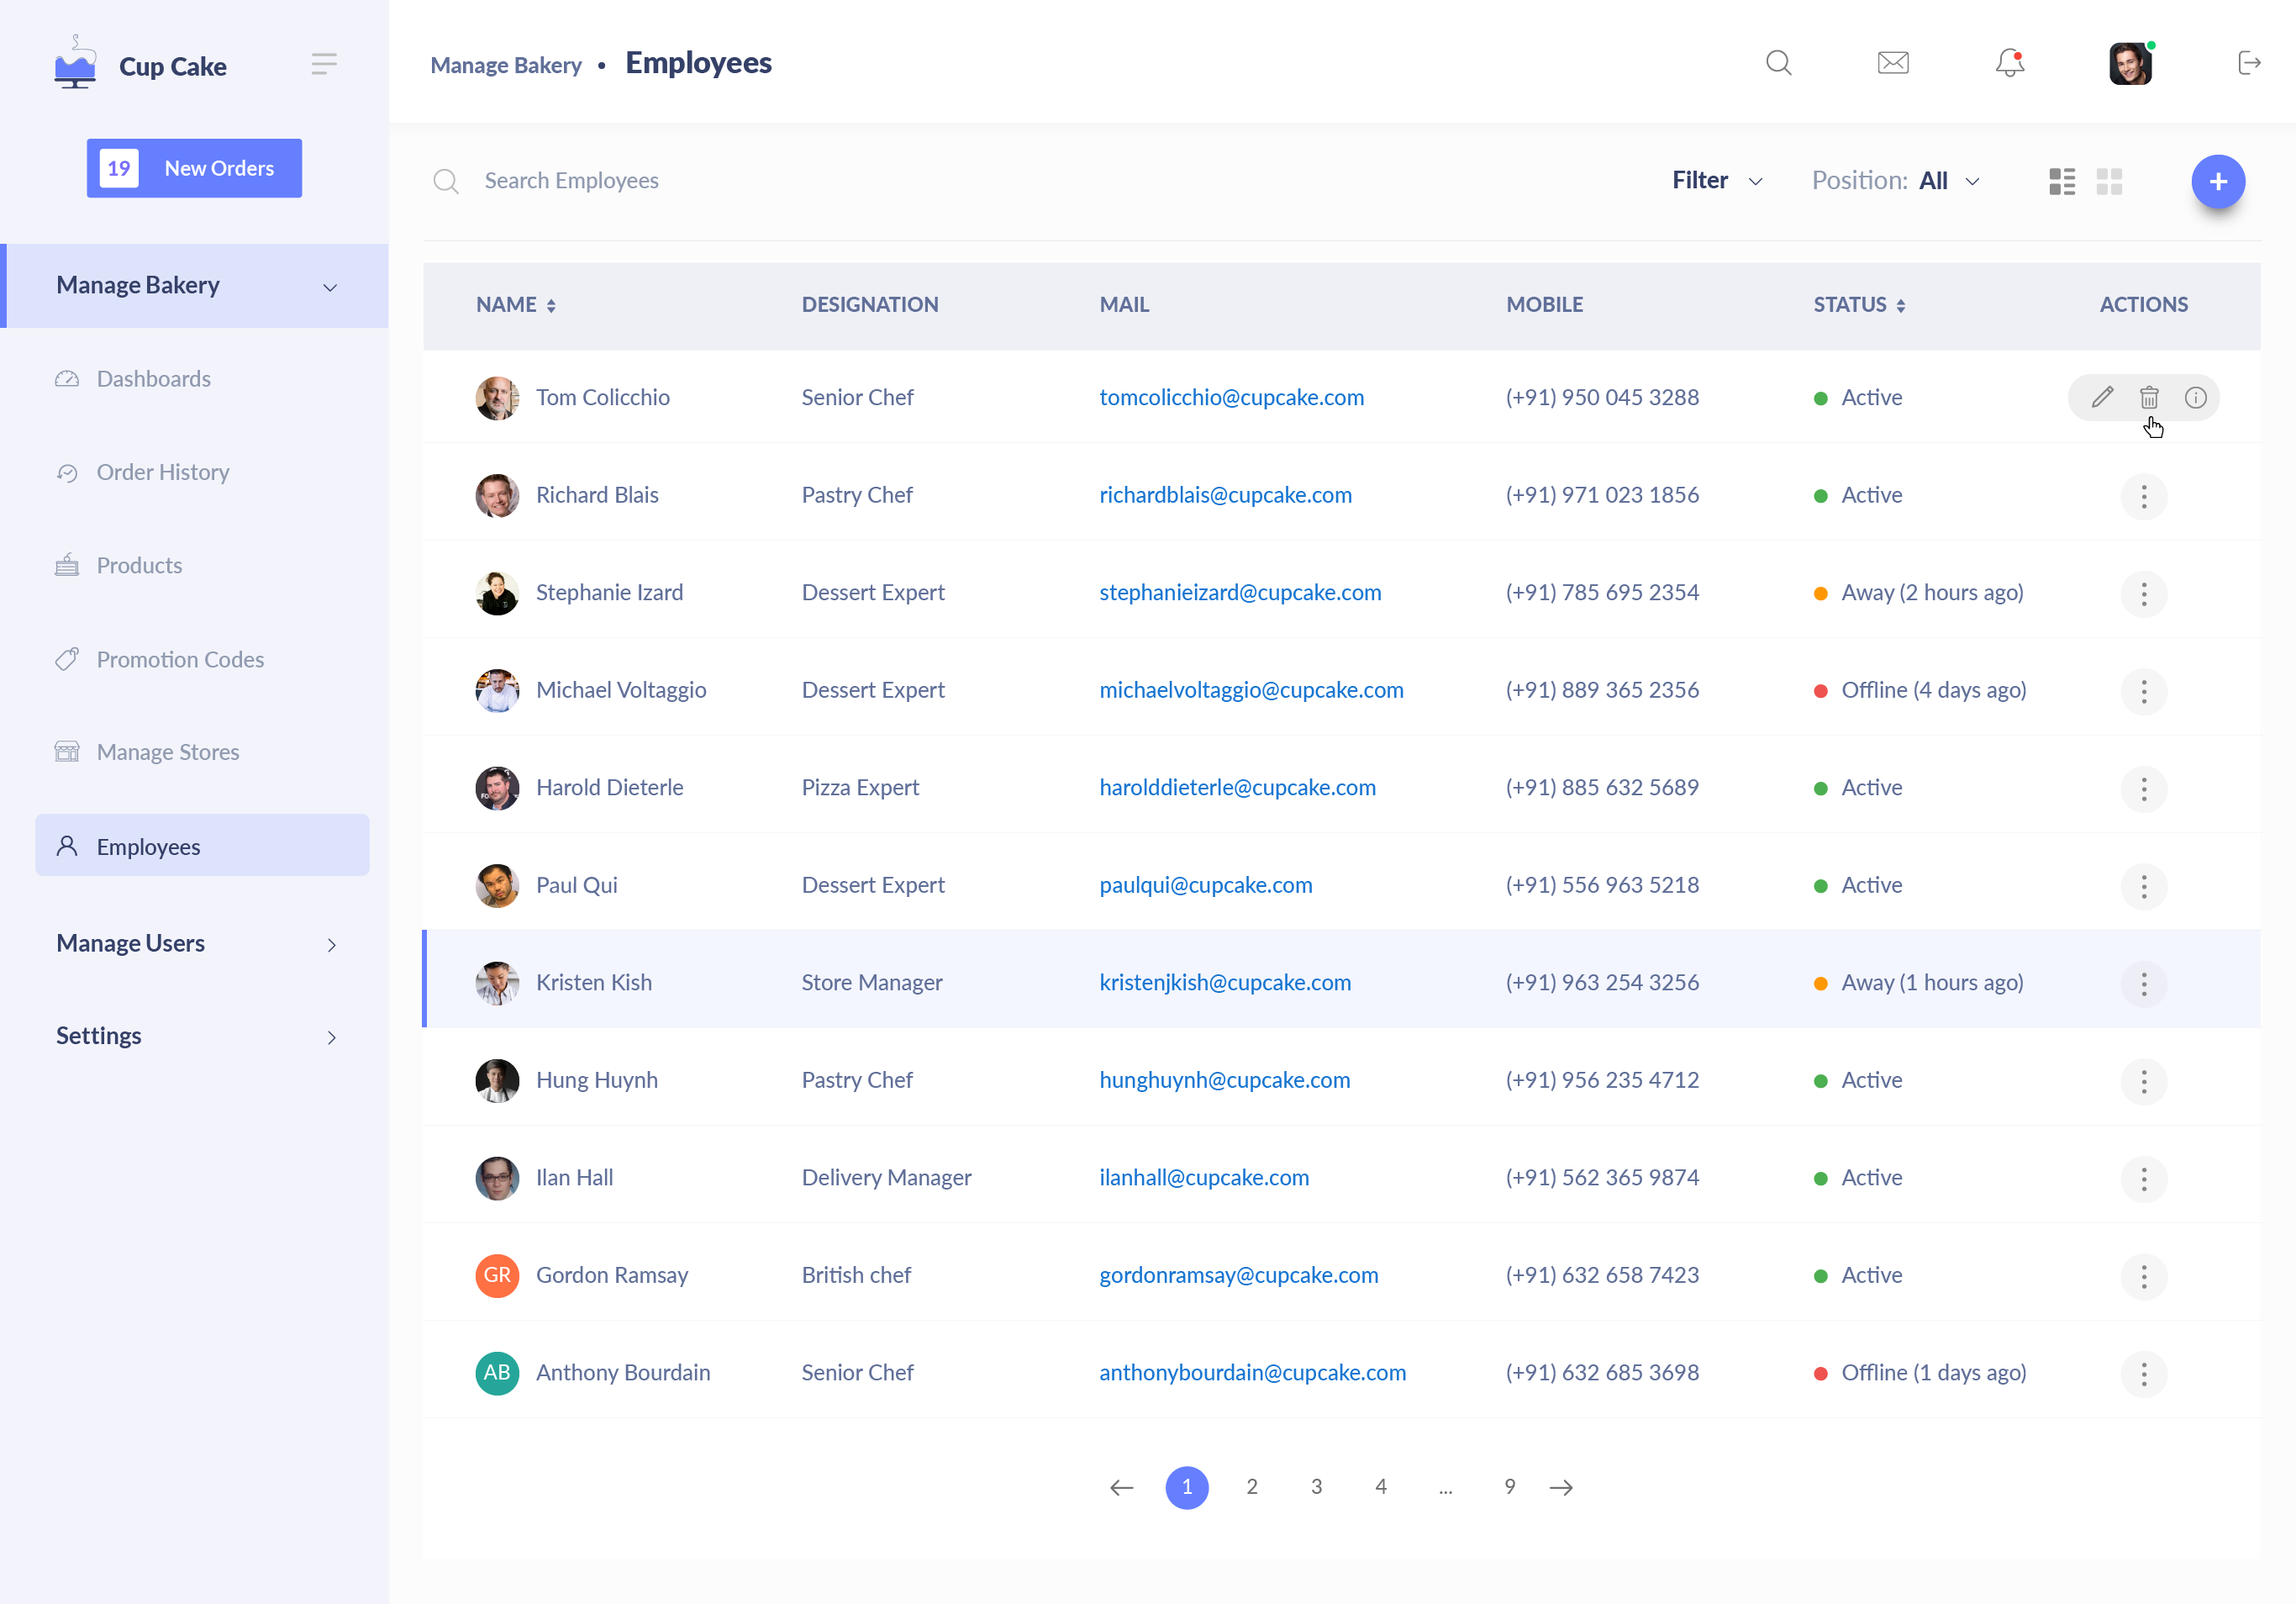 Cup Cake
19 New Orders
Manage Bakery
Dashboards
Order History
Products
Promotion Codes
Manage Stores
Employees
Manage Users
Settings
Manage Bakery • Employees
Search Employees
Filter
Position: All
+
NAME DESIGNATION MAIL MOBILE STATUS ACTIONS
Tom Colicchio Senior Chef tomcolicchio@cupcake.com (+91) 950 045 3288 Active
Richard Blais Pastry Chef richardblais@cupcake.com (+91) 971 023 1856 Active
Stephanie Izard Dessert Expert stephanieizard@cupcake.com (+91) 785 695 2354 Away (2 hours ago)
Michael Voltaggio Dessert Expert michaelvoltaggio@cupcake.com (+91) 889 365 2356 Offline (4 days ago)
Harold Dieterle Pizza Expert harolddieterle@cupcake.com (+91) 885 632 5689 Active
Paul Qui Dessert Expert paulqui@cupcake.com (+91) 556 963 5218 Active
Kristen Kish Store Manager kristenjkish@cupcake.com (+91) 963 254 3256 Away (1 hours ago)
Hung Huynh Pastry Chef hunghuynh@cupcake.com (+91) 956 235 4712 Active
Ilan Hall Delivery Manager ilanhall@cupcake.com (+91) 562 365 9874 Active
GR Gordon Ramsay British chef gordonramsay@cupcake.com (+91) 632 658 7423 Active
AB Anthony Bourdain Senior Chef anthonybourdain@cupcake.com (+91) 632 685 3698 Offline (1 days ago)
1 2 3 4 ... 9